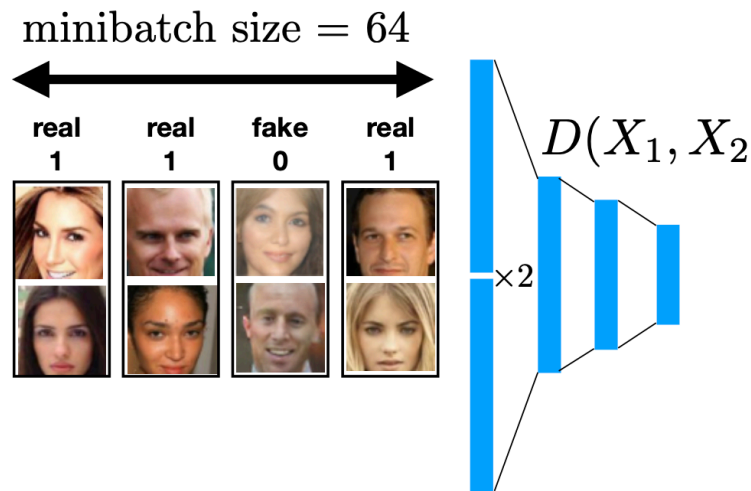 minibatch size = 64
real real fake real
1 1 0 1
D(X₁, X₂
×2